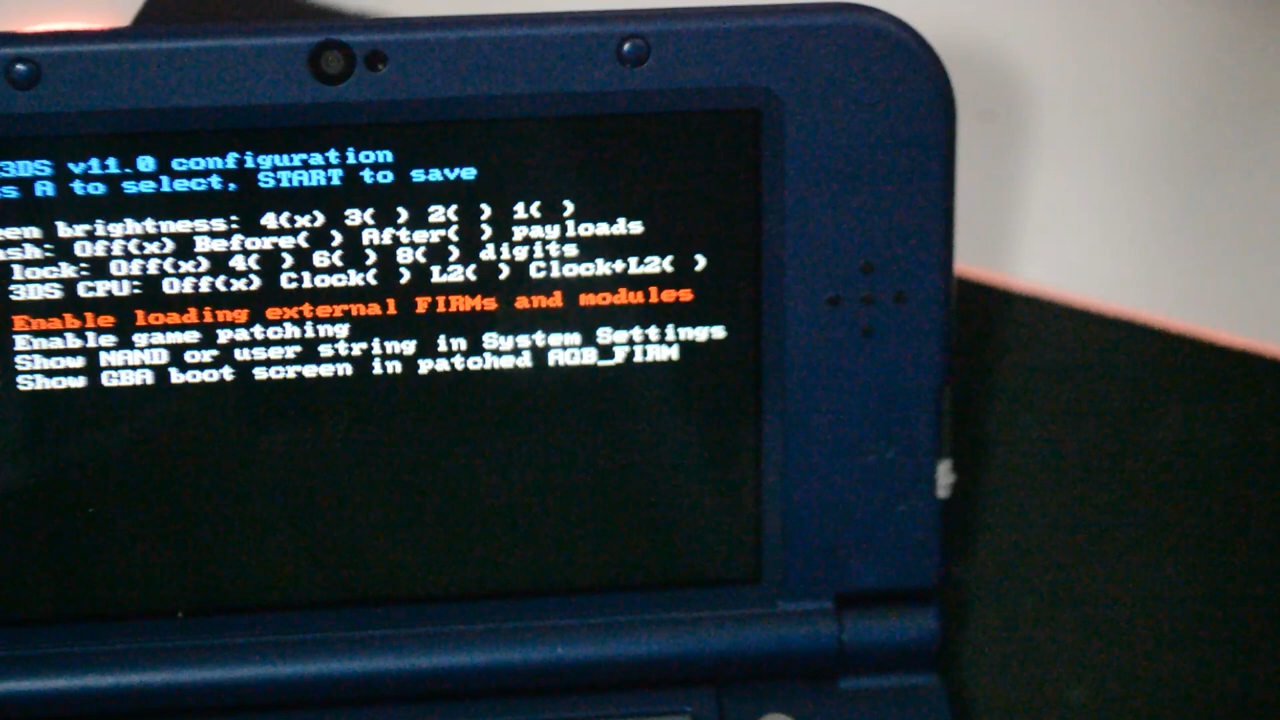 3DS v11.0 configuration
A to select, START to save
brightness: 4(x) 3( ) 2( ) 1( )
Off(x) Before( ) After( ) payloads
lock: Off(x) 4( ) 6( ) 8( ) digits
3DS CPU: Off(x) Clock( ) L2( ) Clock+L2( )
Enable loading external FIRMs and modules
Enable game patching
Show NAND or user string in System Settings
Show GBA boot screen in patched AGB_FIRM